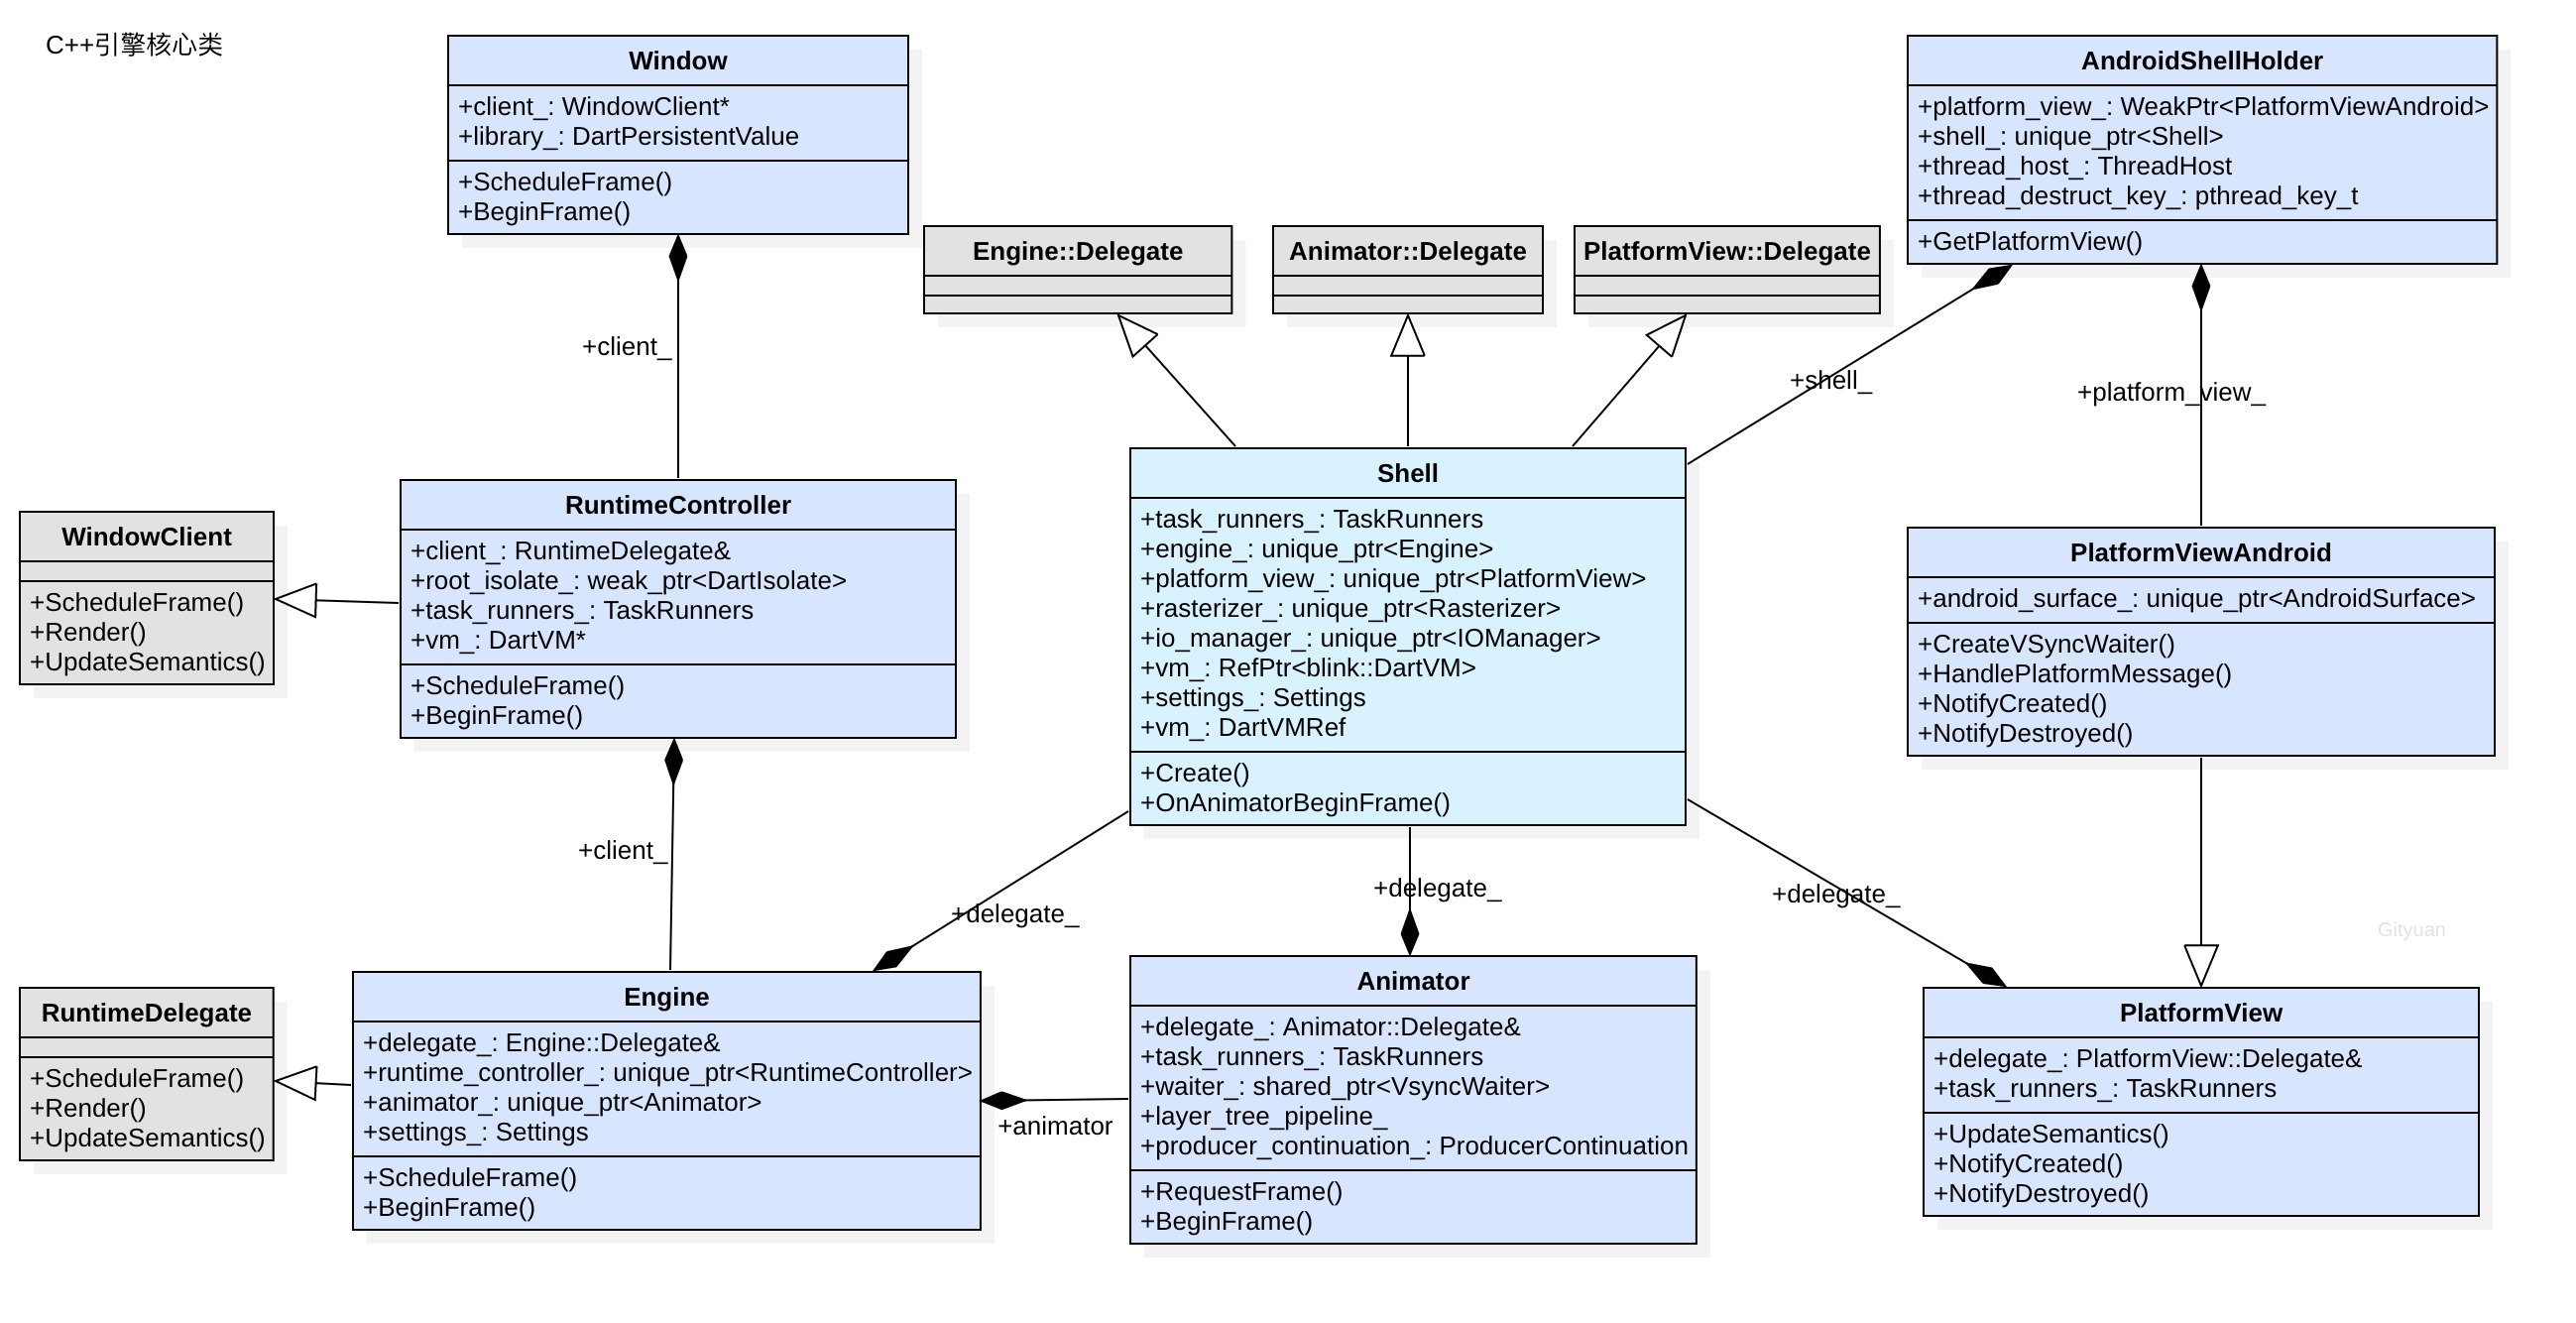 C++引擎核心类
Window
+client_: WindowClient*
+library_: DartPersistentValue
+ScheduleFrame()
+BeginFrame()
AndroidShellHolder
+platform_view_: WeakPtr<PlatformViewAndroid>
+shell_: unique_ptr<Shell>
+thread_host_: ThreadHost
+thread_destruct_key_: pthread_key_t
+GetPlatformView()
Engine::Delegate
Animator::Delegate
PlatformView::Delegate
+client_
+shell_
+platform_view_
WindowClient
+ScheduleFrame()
+Render()
+UpdateSemantics()
RuntimeController
+client_: RuntimeDelegate&
+root_isolate_: weak_ptr<DartIsolate>
+task_runners_: TaskRunners
+vm_: DartVM*
+ScheduleFrame()
+BeginFrame()
Shell
+task_runners_: TaskRunners
+engine_: unique_ptr<Engine>
+platform_view_: unique_ptr<PlatformView>
+rasterizer_: unique_ptr<Rasterizer>
+io_manager_: unique_ptr<IOManager>
+vm_: RefPtr<blink::DartVM>
+settings_: Settings
+vm_: DartVMRef
+Create()
+OnAnimatorBeginFrame()
PlatformViewAndroid
+android_surface_: unique_ptr<AndroidSurface>
+CreateVSyncWaiter()
+HandlePlatformMessage()
+NotifyCreated()
+NotifyDestroyed()
+client_
+delegate_
+delegate_
+delegate_
Gityuan
RuntimeDelegate
+ScheduleFrame()
+Render()
+UpdateSemantics()
Engine
+delegate_: Engine::Delegate&
+runtime_controller_: unique_ptr<RuntimeController>
+animator_: unique_ptr<Animator>
+settings_: Settings
+ScheduleFrame()
+BeginFrame()
+animator
Animator
+delegate_: Animator::Delegate&
+task_runners_: TaskRunners
+waiter_: shared_ptr<VsyncWaiter>
+layer_tree_pipeline_
+producer_continuation_: ProducerContinuation
+RequestFrame()
+BeginFrame()
PlatformView
+delegate_: PlatformView::Delegate&
+task_runners_: TaskRunners
+UpdateSemantics()
+NotifyCreated()
+NotifyDestroyed()